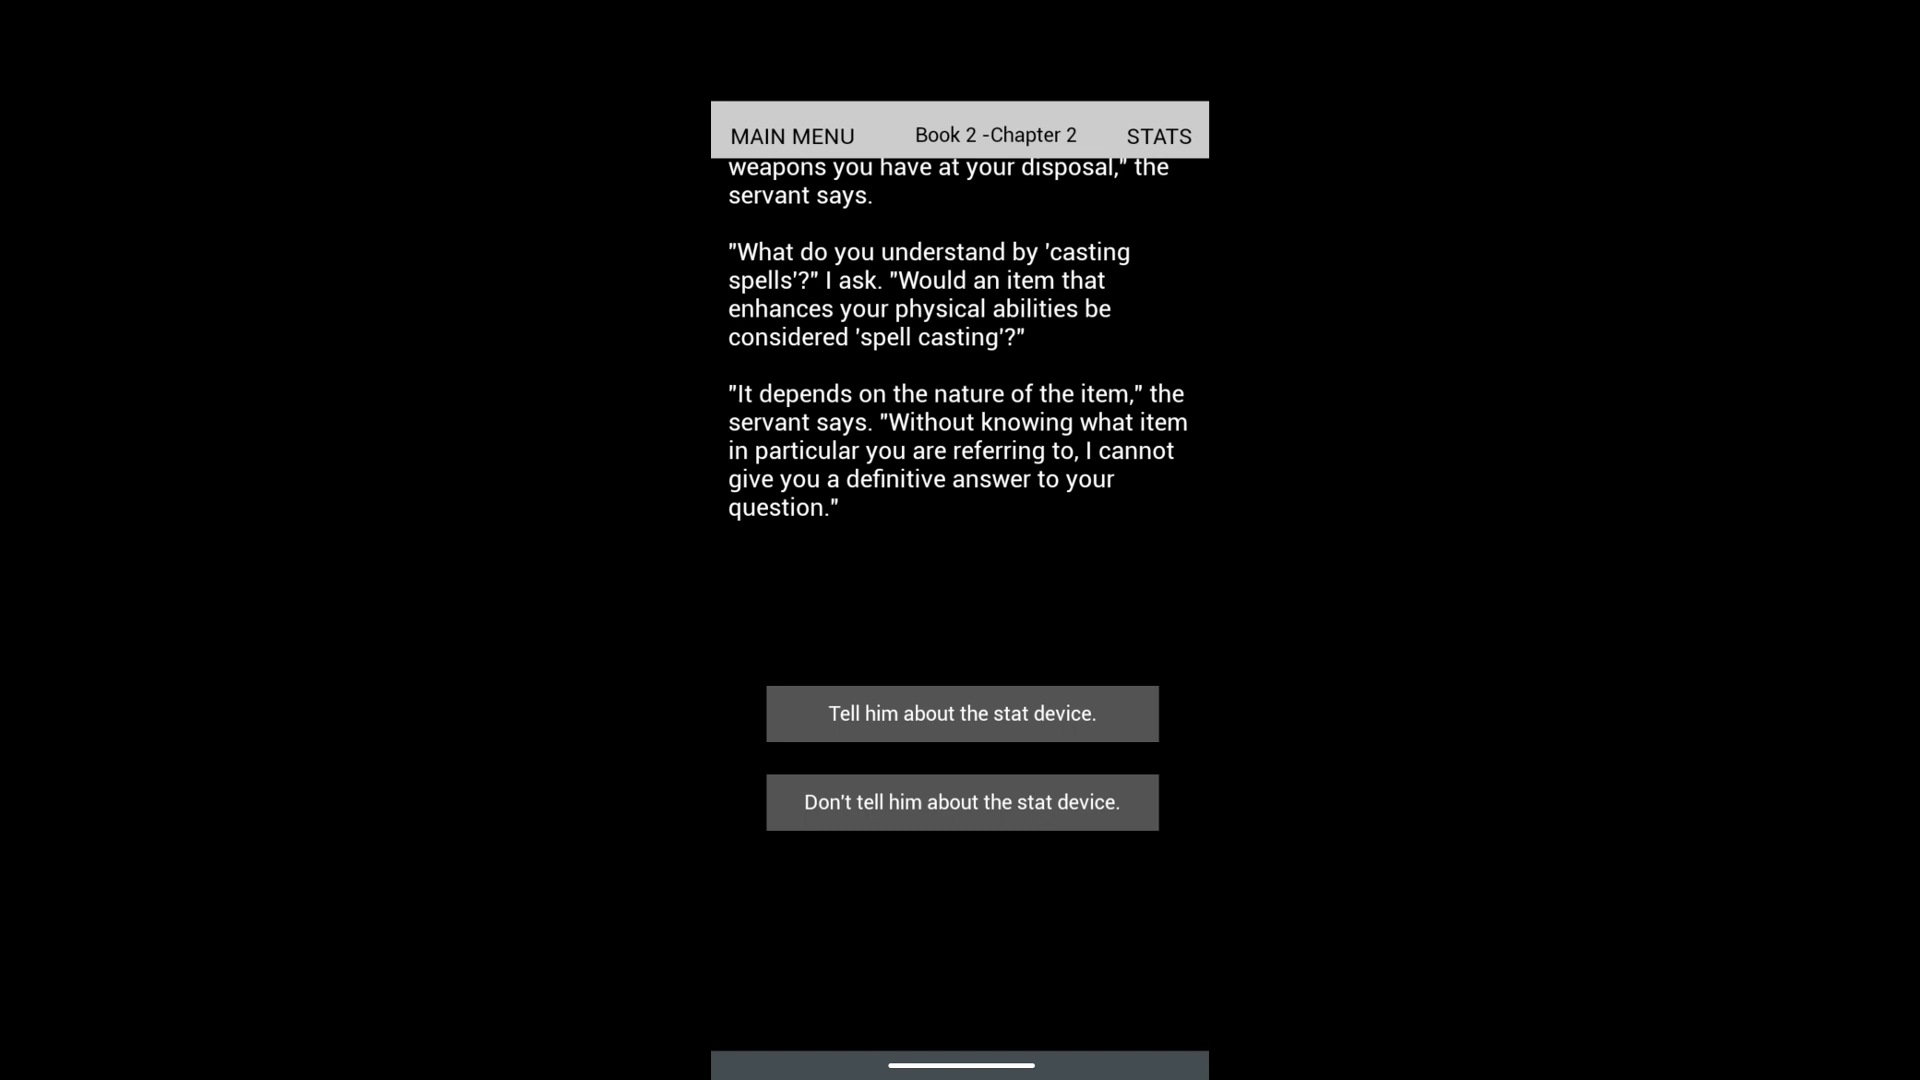 MAIN MENU
Book 2 -Chapter 2
STATS
weapons you have at your disposal," the
servant says.
"What do you understand by 'casting
spells'?" I ask. "Would an item that
enhances your physical abilities be
considered 'spell casting'?"
"It depends on the nature of the item," the
servant says. "Without knowing what item
in particular you are referring to, I cannot
give you a definitive answer to your
question."
Tell him about the stat device.
Don't tell him about the stat device.